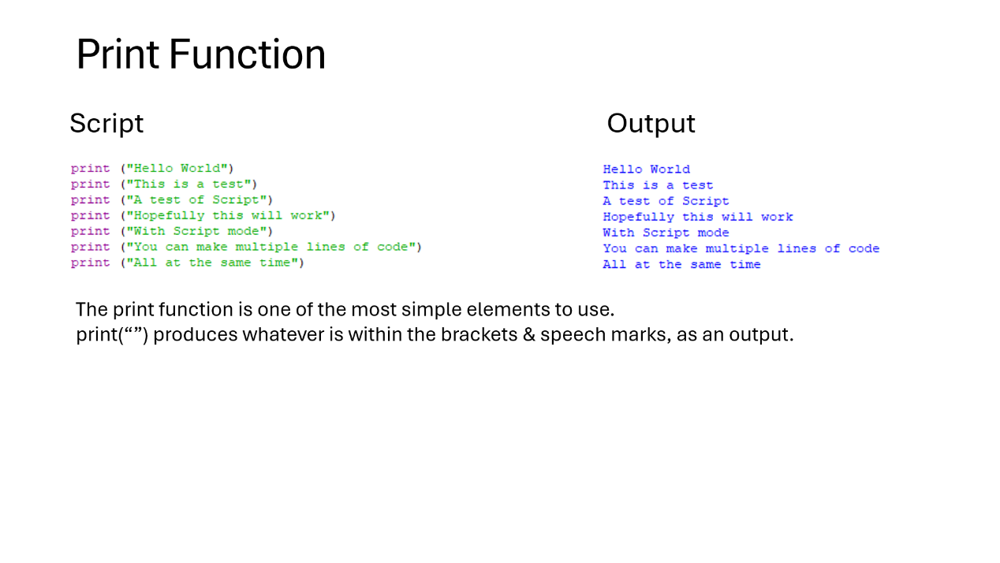 Print Function
Script
print ("Hello World")
print ("This is a test")
print ("A test of Script")
print ("Hopefully this will work")
print ("With Script mode")
print ("You can make multiple lines of code")
print ("All at the same time")
Output
Hello World
This is a test
A test of Script
Hopefully this will work
With Script mode
You can make multiple lines of code
All at the same time
The print function is one of the most simple elements to use.
print(“”) produces whatever is within the brackets & speech marks, as an output.